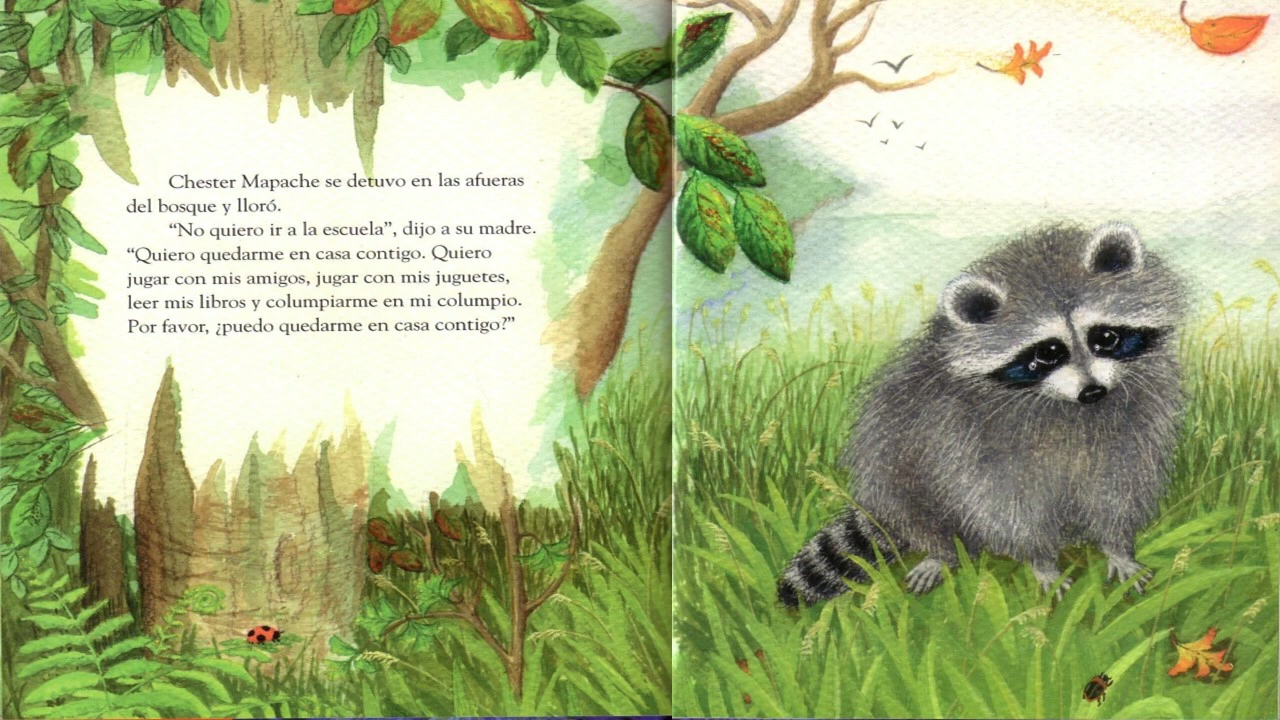 Chester Mapache se detuvo en las afueras
del bosque y lloró.
“No quiero ir a la escuela”, dijo a su madre.
“Quiero quedarme en casa contigo. Quiero
jugar con mis amigos, jugar con mis juguetes,
leer mis libros y columpiarme en mi columpio.
Por favor, ¿puedo quedarme en casa contigo?”